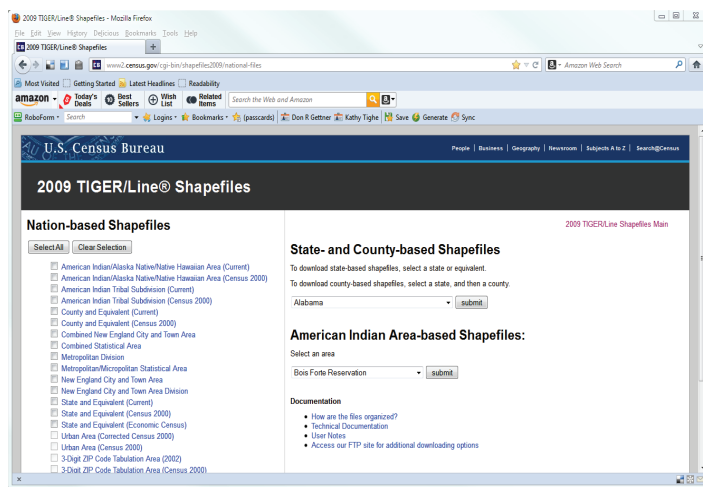 2009 TIGER/Line® Shapefiles - Mozilla Firefox
File Edit View History Delicious Bookmarks Tools Help
CB 2009 TIGER/Line® Shapefiles +
www2.census.gov/cgi-bin/shapefiles2009/national-files
Amazon Web Search
Most Visited Getting Started Latest Headlines Readability
amazon Today's Deals Best Sellers Wish List Related Items Search the Web and Amazon
RoboForm Search Logins Bookmarks (passcards) Don R Gettner Kathy Tighe Save Generate Sync
U.S. Census Bureau
People | Business | Geography | Newsroom | Subjects A to Z | Search@Census
2009 TIGER/Line® Shapefiles
2009 TIGER/Line Shapefiles Main
Nation-based Shapefiles
Select All Clear Selection
American Indian/Alaska Native/Native Hawaiian Area (Current)
American Indian/Alaska Native/Native Hawaiian Area (Census 2000)
American Indian Tribal Subdivision (Current)
American Indian Tribal Subdivision (Census 2000)
County and Equivalent (Current)
County and Equivalent (Census 2000)
Combined New England City and Town Area
Combined Statistical Area
Metropolitan Division
Metropolitan/Micropolitan Statistical Area
New England City and Town Area
New England City and Town Area Division
State and Equivalent (Current)
State and Equivalent (Census 2000)
State and Equivalent (Economic Census)
Urban Area (Corrected Census 2000)
Urban Area (Census 2000)
3-Digit ZIP Code Tabulation Area (2002)
3-Digit ZIP Code Tabulation Area (Census 2000)
State- and County-based Shapefiles
To download state-based shapefiles, select a state or equivalent.
To download county-based shapefiles, select a state, and then a county.
Alabama submit
American Indian Area-based Shapefiles:
Select an area
Bois Forte Reservation submit
Documentation
How are the files organized?
Technical Documentation
User Notes
Access our FTP site for additional downloading options